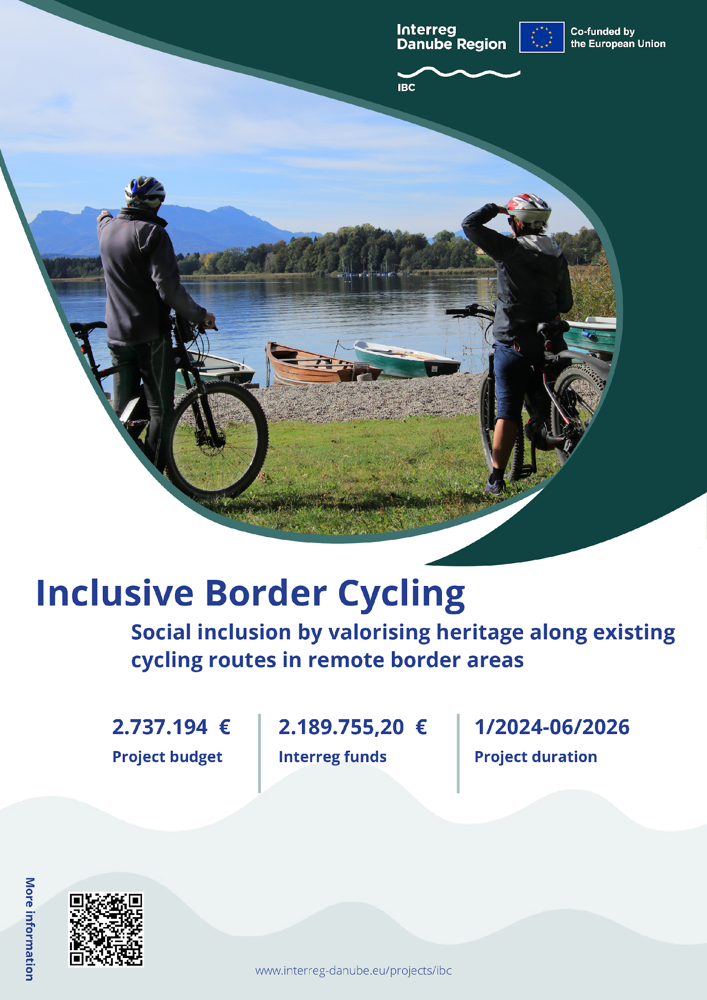 Interreg
Danube Region
Co-funded by
the European Union
IBC
Inclusive Border Cycling
Social inclusion by valorising heritage along existing
cycling routes in remote border areas
2.737.194 €
Project budget
2.189.755,20 €
Interreg funds
1/2024-06/2026
Project duration
More information
www.interreg-danube.eu/projects/ibc